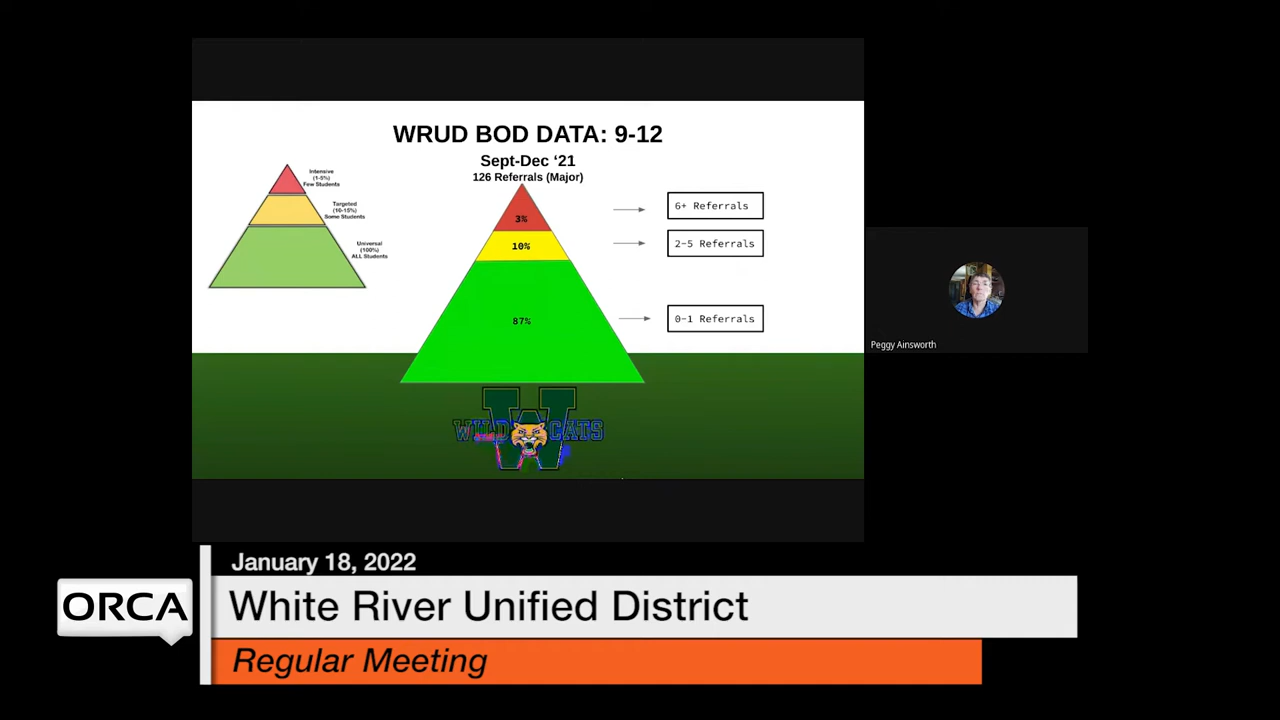 WRUD BOD DATA: 9-12
Sept-Dec ‘21
126 Referrals (Major)
Intensive
(1-5%)
Few Students
Targeted
(10-15%)
Some Students
Universal
(100%)
ALL Students
3%
10%
87%
6+ Referrals
2-5 Referrals
0-1 Referrals
WILDCATS
W
Peggy Ainsworth
January 18, 2022
ORCA
White River Unified District
Regular Meeting